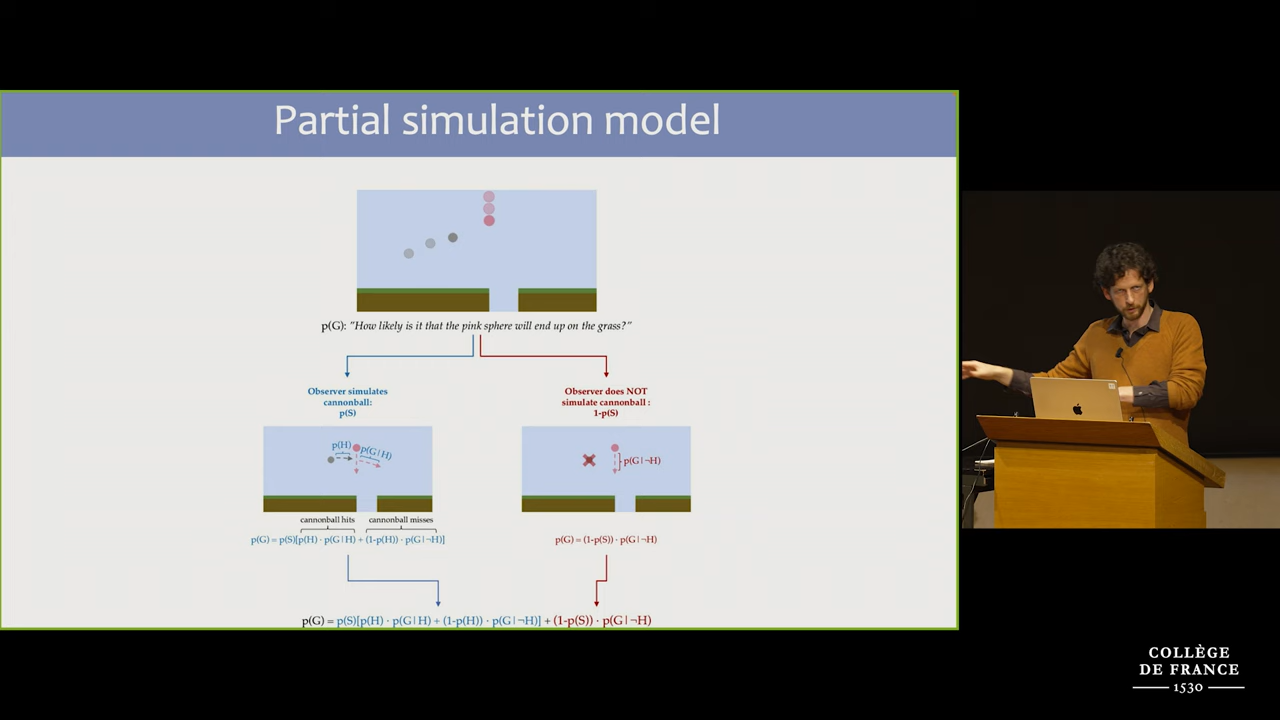 Partial simulation model
p(G): "How likely is it that the pink sphere will end up on the grass?"
Observer simulates
cannonball:
p(S)
Observer does NOT
simulate cannonball :
1-p(S)
p(H)
p(G|H)
p(G|¬H)
cannonball hits
cannonball misses
p(G) = p(S)[p(H) · p(G|H) + (1-p(H)) · p(G|¬H)]
p(G) = (1-p(S)) · p(G|¬H)
p(G) = p(S)[p(H) · p(G|H) + (1-p(H)) · p(G|¬H)] + (1-p(S)) · p(G|¬H)
COLLÈGE
DE FRANCE
1530